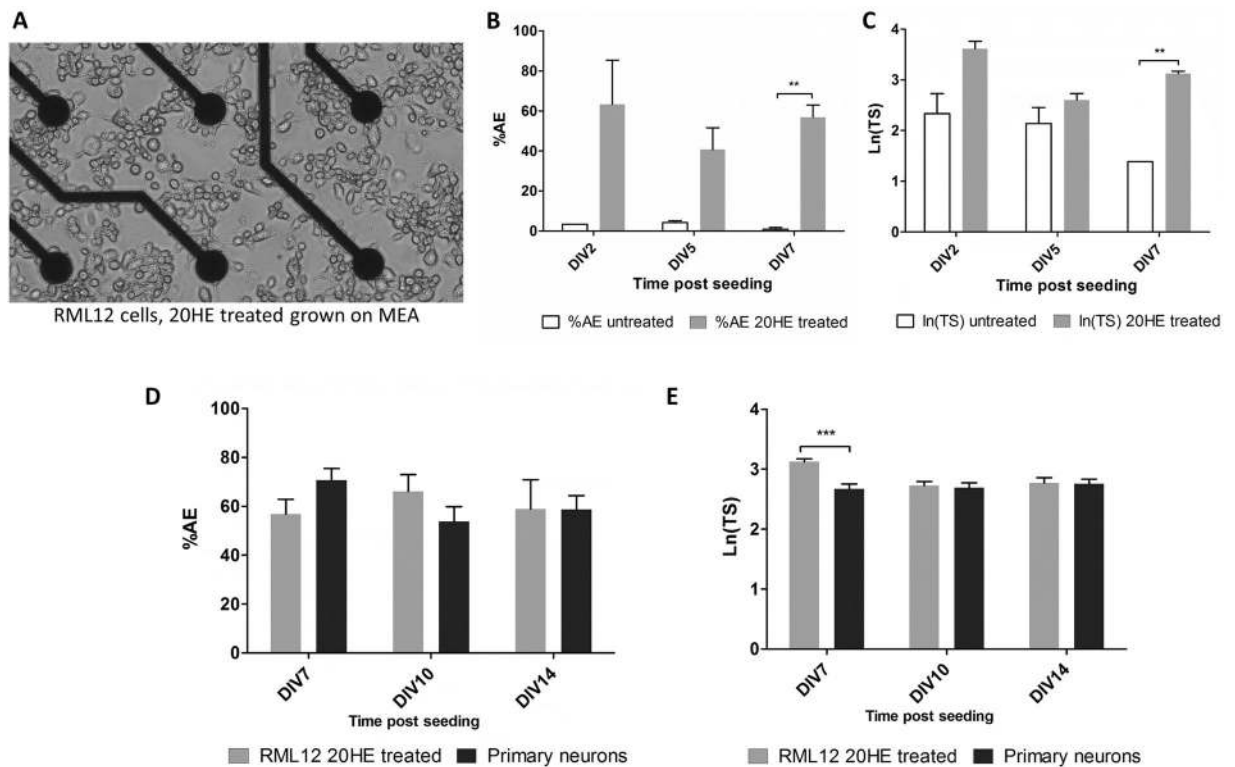 A
RML12 cells, 20HE treated grown on MEA
B
%AE
100
80
60
40
20
0
**
DIV2
DIV5
DIV7
Time post seeding
%AE untreated
%AE 20HE treated
C
Ln(TS)
4
3
2
1
0
**
DIV2
DIV5
DIV7
Time post seeding
ln(TS) untreated
ln(TS) 20HE treated
D
%AE
100
80
60
40
20
0
DIV7
DIV10
DIV14
Time post seeding
RML12 20HE treated
Primary neurons
E
Ln(TS)
4
3
2
1
0
***
DIV7
DIV10
DIV14
Time post seeding
RML12 20HE treated
Primary neurons